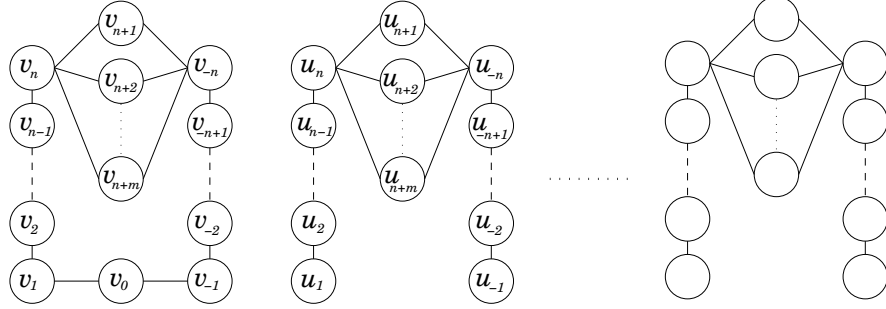 v_{n+1} u_{n+1}
v_n v_{n+2} v_{-n} u_n u_{n+2} u_{-n}
v_{n-1} v_{-n+1} u_{n-1} u_{-n+1}
v_{n+m} u_{n+m}
v_2 v_{-2} u_2 u_{-2}
v_1 v_0 v_{-1} u_1 u_{-1}